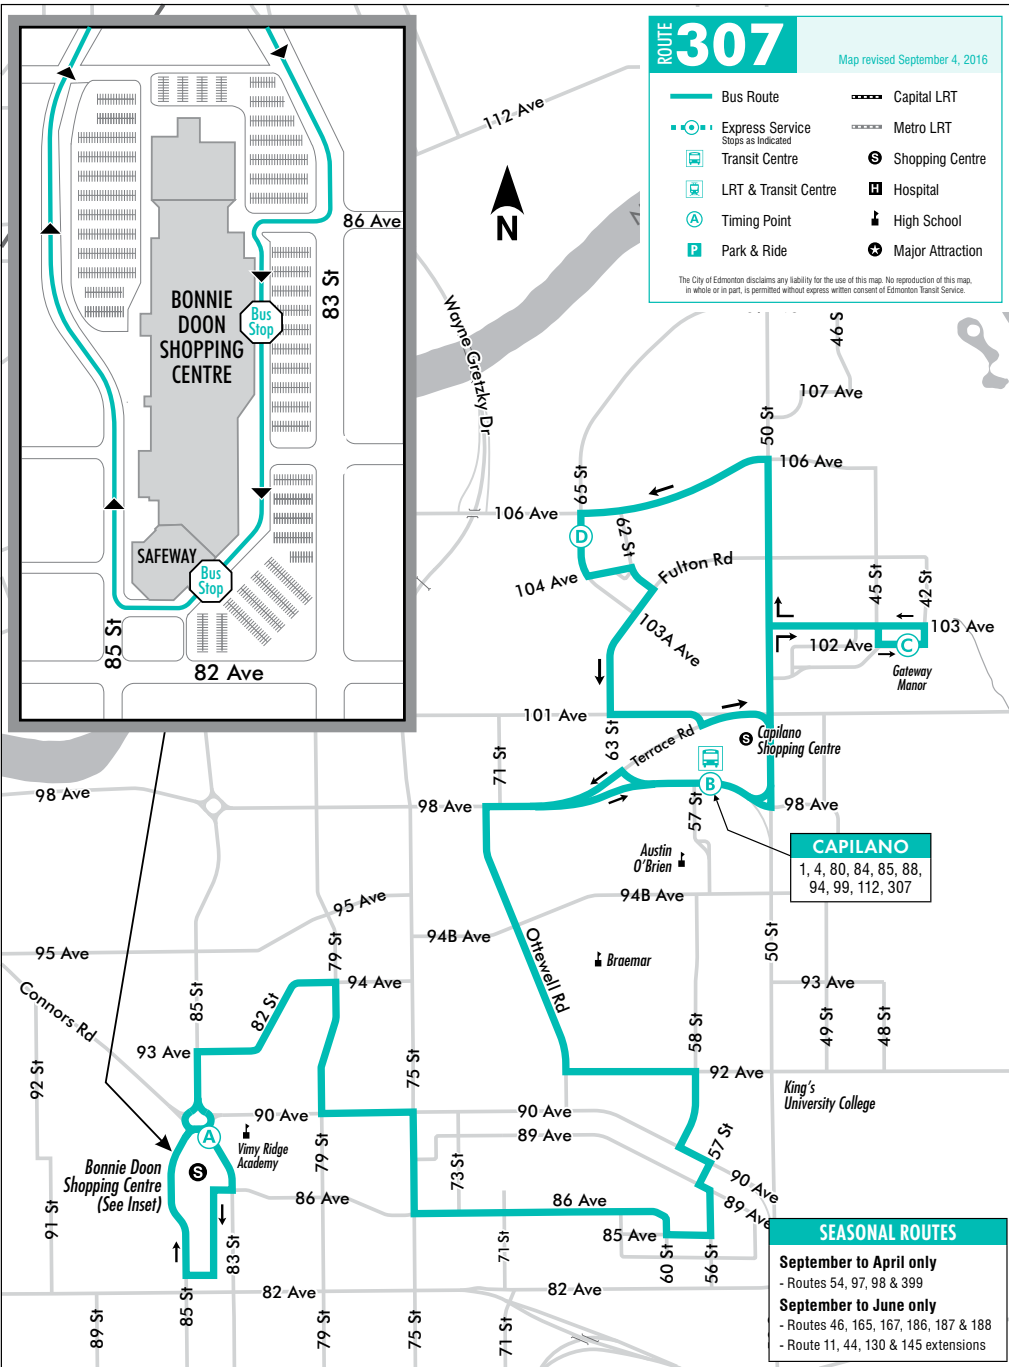 ROUTE
307
Map revised September 4, 2016
Bus Route
Express Service
Stops as Indicated
Transit Centre
LRT & Transit Centre
A Timing Point
P Park & Ride
Capital LRT
Metro LRT
S Shopping Centre
H Hospital
High School
Major Attraction
The City of Edmonton disclaims any liability for the use of this map. No reproduction of this map,
in whole or in part, is permitted without express written consent of Edmonton Transit Service.
86 Ave
83 St
BONNIE
DOON
SHOPPING
CENTRE
Bus
Stop
SAFEWAY
Bus
Stop
85 St
82 Ave
112 Ave
N
Wayne Gretzky Dr
46 S
107 Ave
50 St
106 Ave
65 St
106 Ave
62 St
D
104 Ave
Fulton Rd
103A Ave
45 St
42 St
103 Ave
102 Ave
C
Gateway
Manor
101 Ave
63 St
Terrace Rd
S
Capilano
Shopping Centre
71 St
98 Ave
98 Ave
B
57 St
98 Ave
CAPILANO
1, 4, 80, 84, 85, 88,
94, 99, 112, 307
Austin
O'Brien
94B Ave
95 Ave
94B Ave
95 Ave
79 St
Ottewell Rd
Braemar
50 St
94 Ave
93 Ave
Connors Rd
85 St
82 St
93 Ave
92 St
75 St
58 St
49 St
48 St
92 Ave
King's
University College
90 Ave
90 Ave
89 Ave
A
Vimy Ridge
Academy
79 St
73 St
57 St
90 Ave
89 Ave
Bonnie Doon
Shopping Centre
(See Inset)
S
86 Ave
86 Ave
85 Ave
91 St
83 St
71 St
60 St
56 St
82 Ave
82 Ave
89 St
85 St
79 St
75 St
71 St
SEASONAL ROUTES
September to April only
- Routes 54, 97, 98 & 399
September to June only
- Routes 46, 165, 167, 186, 187 & 188
- Route 11, 44, 130 & 145 extensions